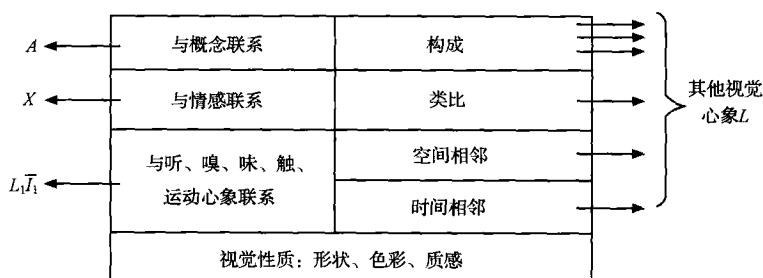 A 与概念联系 构成
X 与情感联系 类比
其他视觉
心象L
与听、嗅、味、触、
运动心象联系
L₁I̅₁
空间相邻
时间相邻
视觉性质：形状、色彩、质感